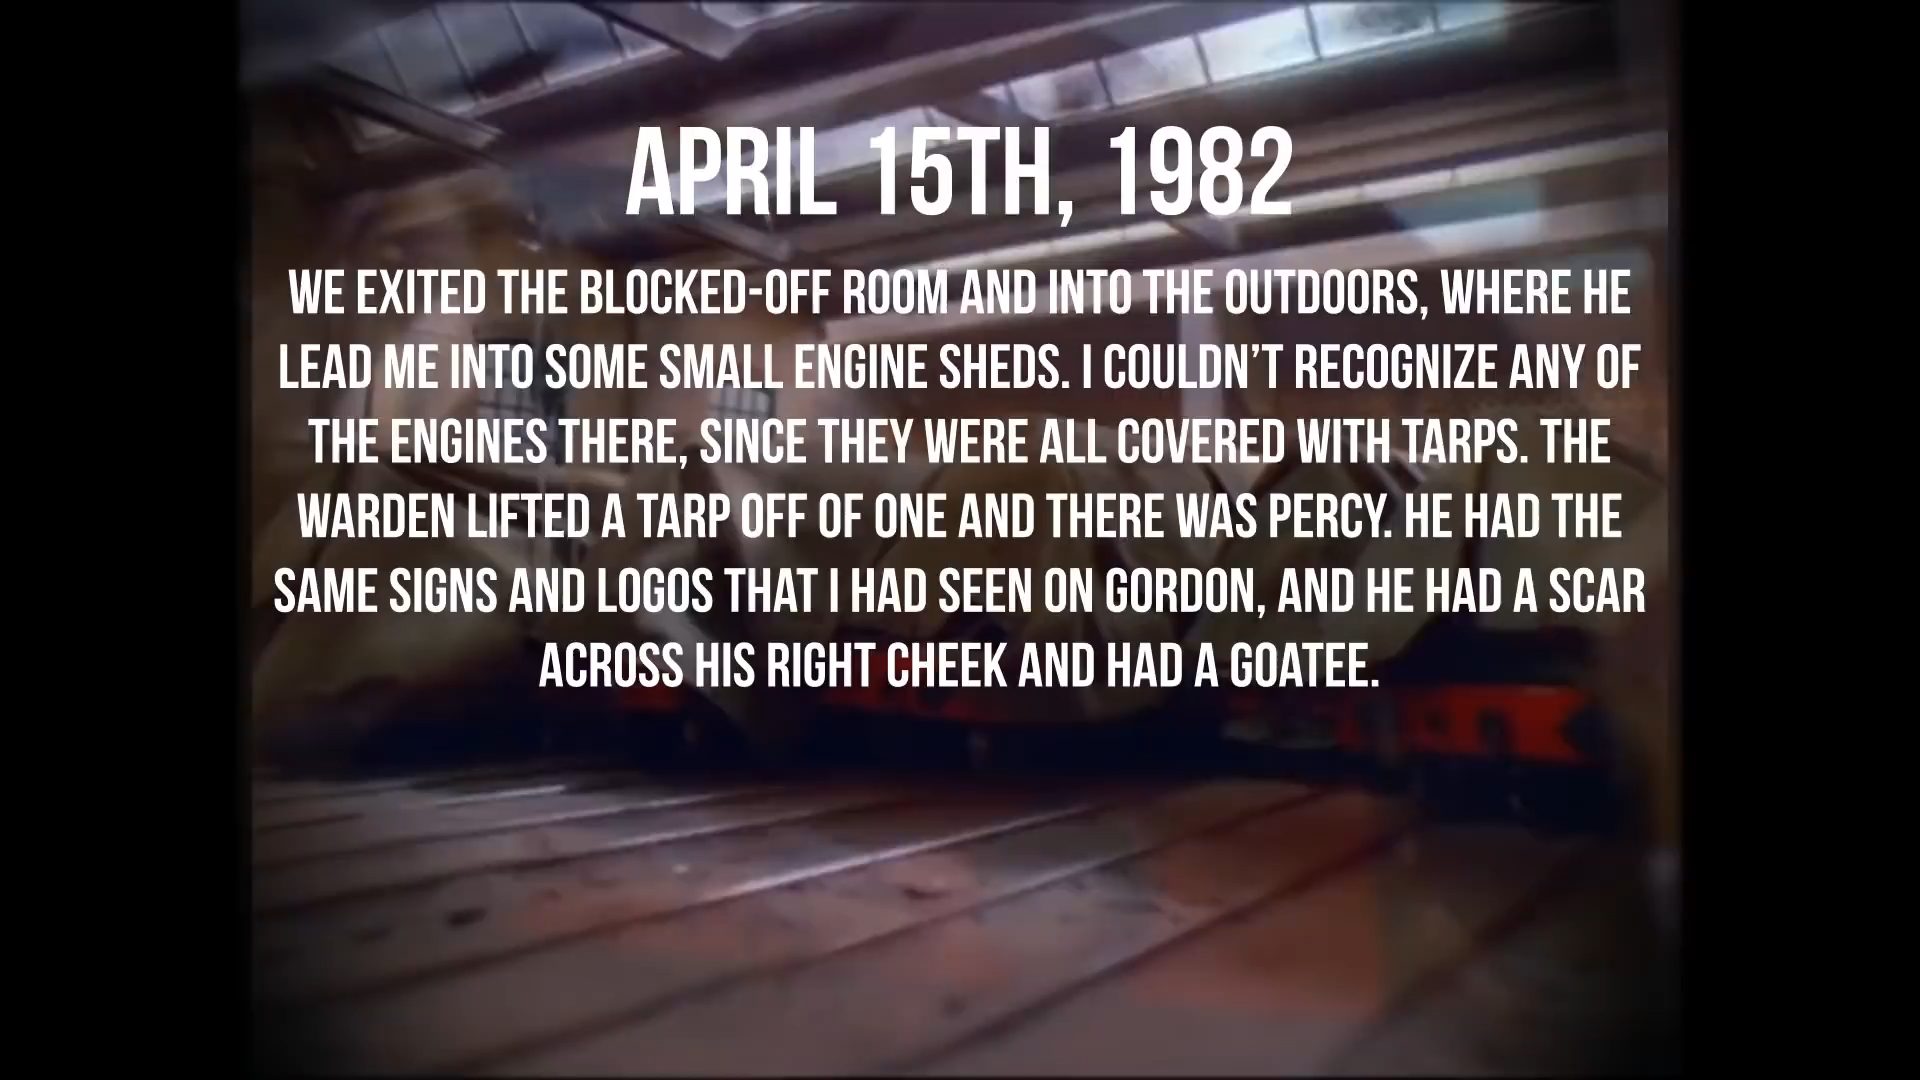 APRIL 15TH, 1982
WE EXITED THE BLOCKED-OFF ROOM AND INTO THE OUTDOORS, WHERE HE
LEAD ME INTO SOME SMALL ENGINE SHEDS. I COULDN'T RECOGNIZE ANY OF
THE ENGINES THERE, SINCE THEY WERE ALL COVERED WITH TARPS. THE
WARDEN LIFTED A TARP OFF OF ONE AND THERE WAS PERCY. HE HAD THE
SAME SIGNS AND LOGOS THAT I HAD SEEN ON GORDON, AND HE HAD A SCAR
ACROSS HIS RIGHT CHEEK AND HAD A GOATEE.